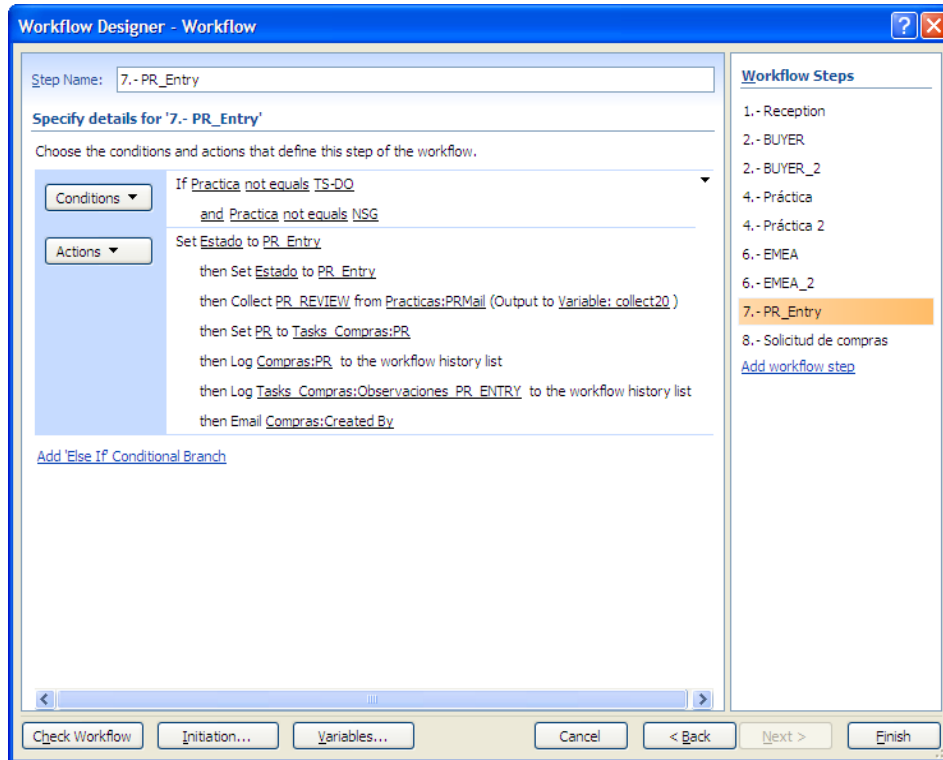 Workflow Designer - Workflow
Step Name: 7.- PR_Entry
Specify details for '7.- PR_Entry'
Choose the conditions and actions that define this step of the workflow.
Conditions
If Practica not equals TS-DO
and Practica not equals NSG
Actions
Set Estado to PR_Entry
then Set Estado to PR_Entry
then Collect PR_REVIEW from Practicas:PRMail (Output to Variable: collect20 )
then Set PR to Tasks_Compras:PR
then Log Compras:PR to the workflow history list
then Log Tasks_Compras:Observaciones_PR_ENTRY to the workflow history list
then Email Compras:Created By
Add 'Else If' Conditional Branch
Workflow Steps
1.- Reception
2.- BUYER
2.- BUYER_2
4.- Práctica
4.- Práctica 2
6.- EMEA
6.- EMEA_2
7.- PR_Entry
8.- Solicitud de compras
Add workflow step
Check Workflow
Initiation...
Variables...
Cancel
< Back
Next >
Finish